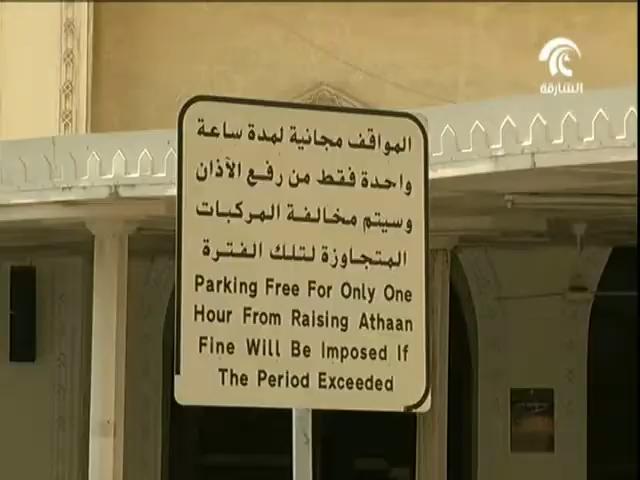 الشارقة
المواقف مجانية لمدة ساعة
واحدة فقط من رفع الآذان
وسيتم مخالفة المركبات
المتجاوزة لتلك الفترة
Parking Free For Only One
Hour From Raising Athaan
Fine Will Be Imposed If
The Period Exceeded